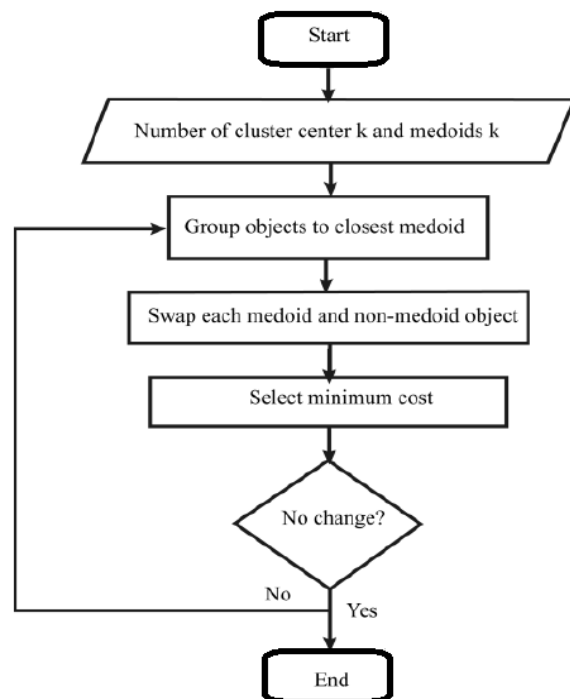 Start
Number of cluster center k and medoids k
Group objects to closest medoid
Swap each medoid and non-medoid object
Select minimum cost
No change?
No
Yes
End